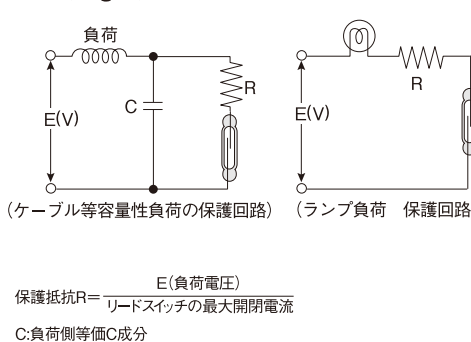 負荷
E(V)
C
R
(ケーブル等容量性負荷の保護回路)
E(V)
R
(ランプ負荷 保護回路
保護抵抗R=E(負荷電圧)
リードスイッチの最大開閉電流
C:負荷側等価C成分